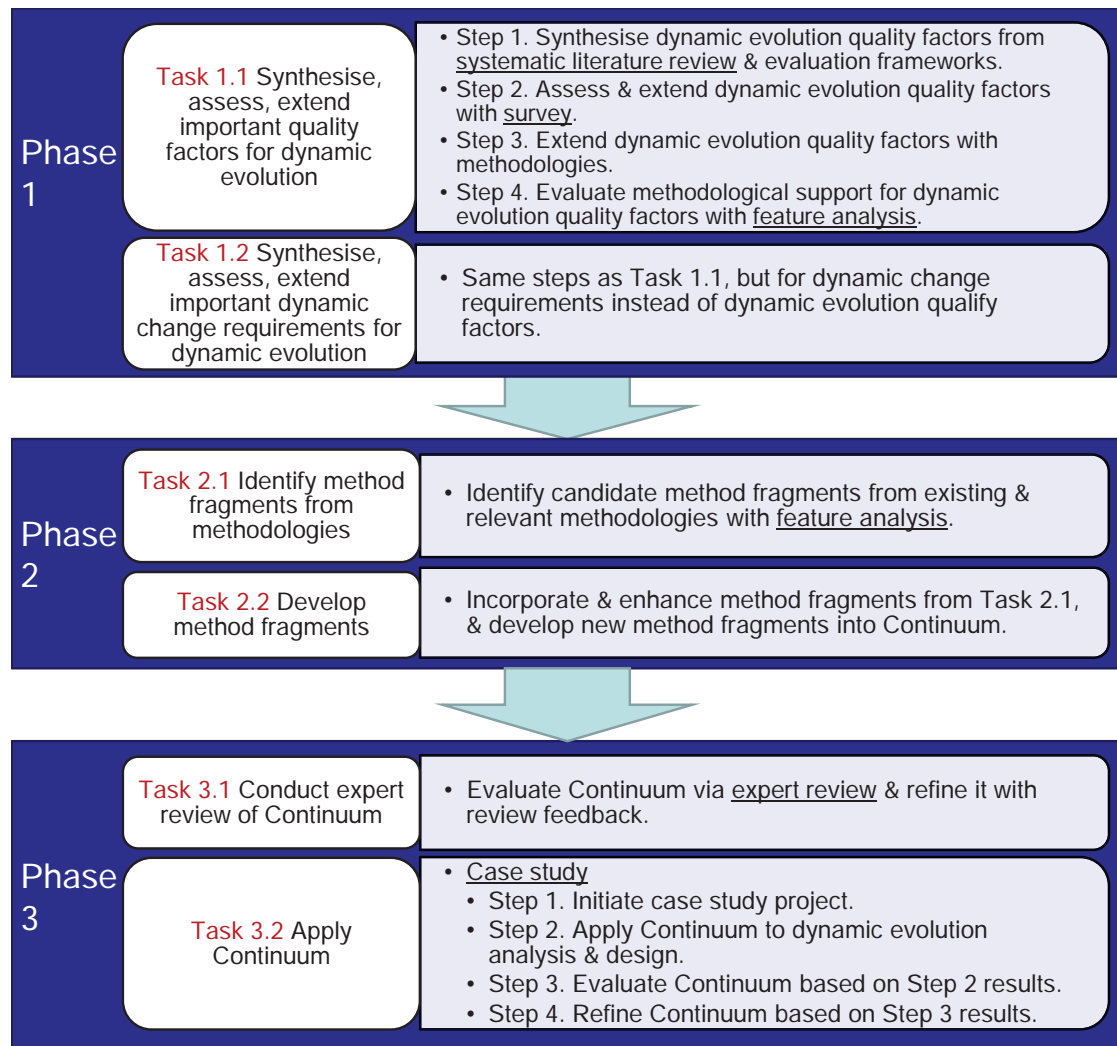 Phase
1
Task 1.1 Synthesise,
assess, extend
important quality
factors for dynamic
evolution
• Step 1. Synthesise dynamic evolution quality factors from
systematic literature review & evaluation frameworks.
• Step 2. Assess & extend dynamic evolution quality factors
with survey.
• Step 3. Extend dynamic evolution quality factors with
methodologies.
• Step 4. Evaluate methodological support for dynamic
evolution quality factors with feature analysis.
Task 1.2 Synthesise,
assess, extend
important dynamic
change requirements for
dynamic evolution
• Same steps as Task 1.1, but for dynamic change
requirements instead of dynamic evolution qualify
factors.
Phase
2
Task 2.1 Identify method
fragments from
methodologies
• Identify candidate method fragments from existing &
relevant methodologies with feature analysis.
Task 2.2 Develop
method fragments
• Incorporate & enhance method fragments from Task 2.1,
& develop new method fragments into Continuum.
Phase
3
Task 3.1 Conduct expert
review of Continuum
• Evaluate Continuum via expert review & refine it with
review feedback.
Task 3.2 Apply
Continuum
• Case study
• Step 1. Initiate case study project.
• Step 2. Apply Continuum to dynamic evolution
analysis & design.
• Step 3. Evaluate Continuum based on Step 2 results.
• Step 4. Refine Continuum based on Step 3 results.